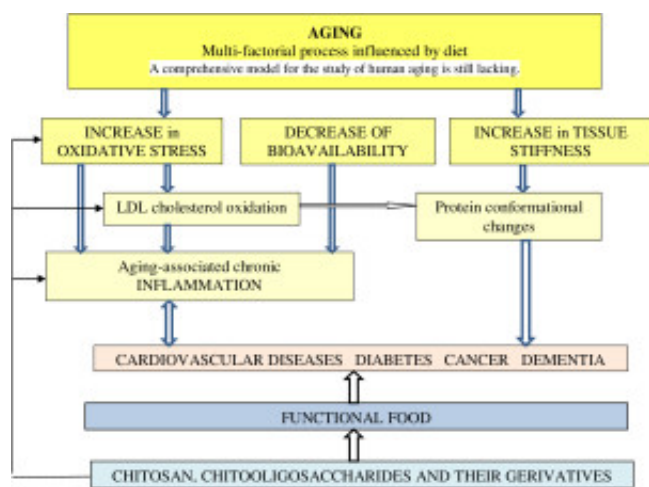 AGING
Multi-factorial process influenced by diet
A comprehensive model for the study of human aging is still lacking.
INCREASE in
OXIDATIVE STRESS
DECREASE OF
BIOAVAILABILITY
INCREASE in TISSUE
STIFFNESS
LDL cholesterol oxidation
Protein conformational
changes
Aging-associated chronic
INFLAMMATION
CARDIOVASCULAR DISEASES DIABETES CANCER DEMENTIA
FUNCTIONAL FOOD
CHITOSAN, CHITOOLIGOSACCHARIDES AND THEIR GERIVATIVES